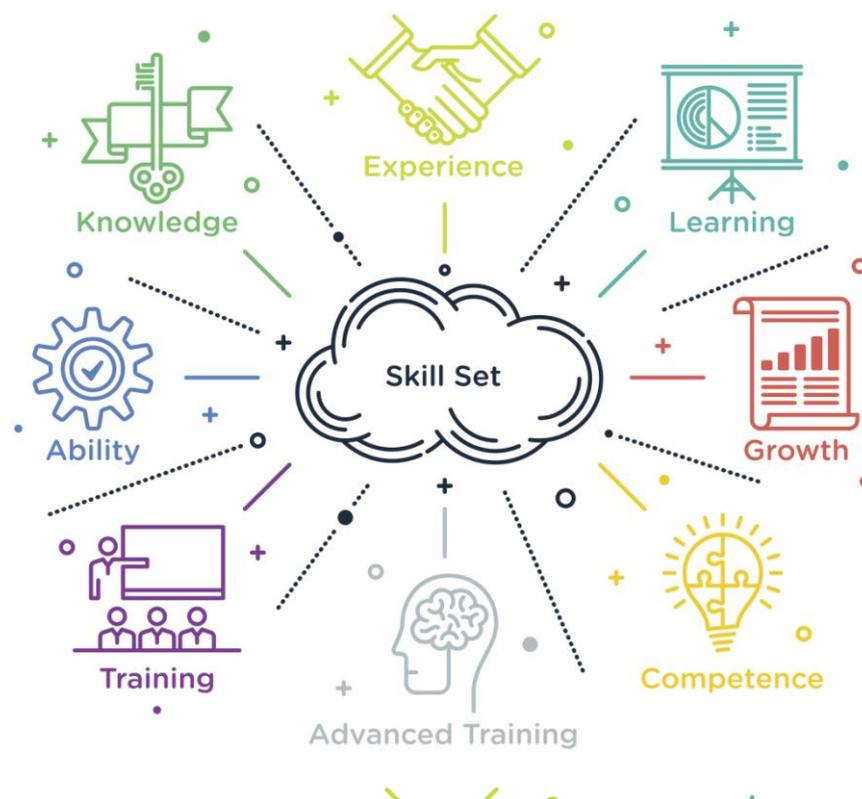 Experience
Knowledge
Learning
Skill Set
Ability
Growth
Training
Competence
Advanced Training